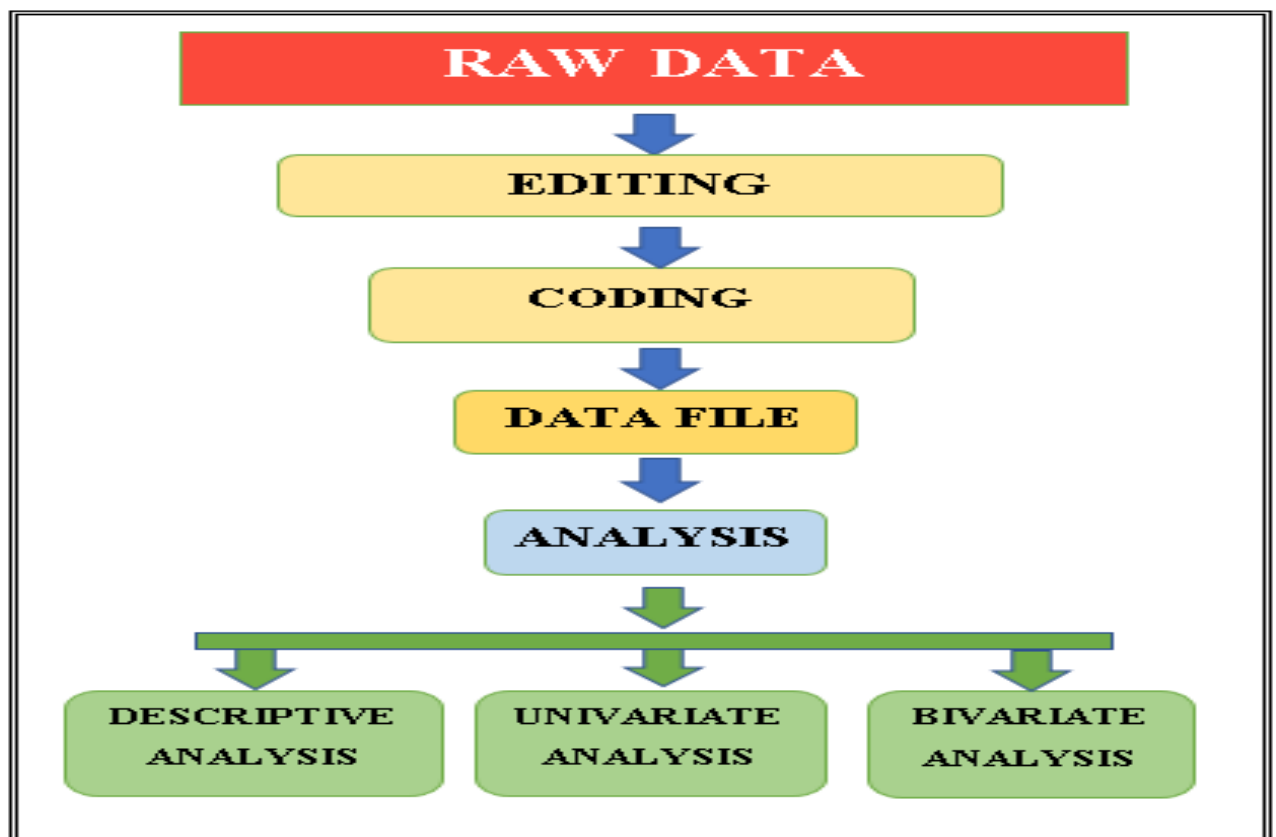 RAW DATA
EDITING
CODING
DATA FILE
ANALYSIS
DESCRIPTIVE
ANALYSIS
UNIVARIATE
ANALYSIS
BIVARIATE
ANALYSIS